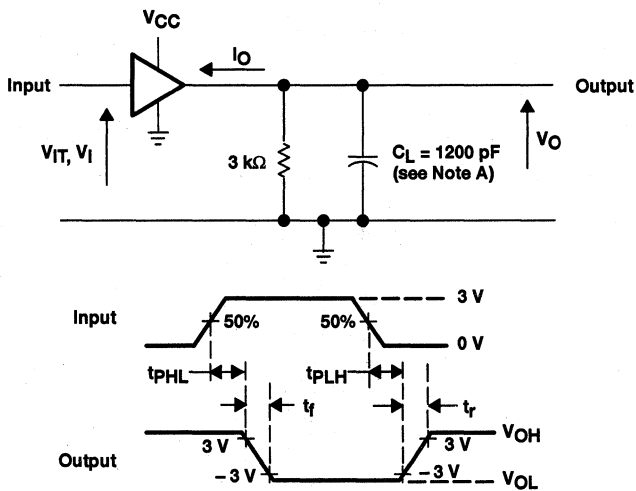 VCC
IO
Input
Output
VIT, VI
3 kΩ
CL = 1200 pF
(see Note A)
VO
3 V
Input
50%
50%
0 V
tPHL
tPLH
tf
tr
3 V
3 V
VOH
Output
– 3 V
– 3 V
VOL